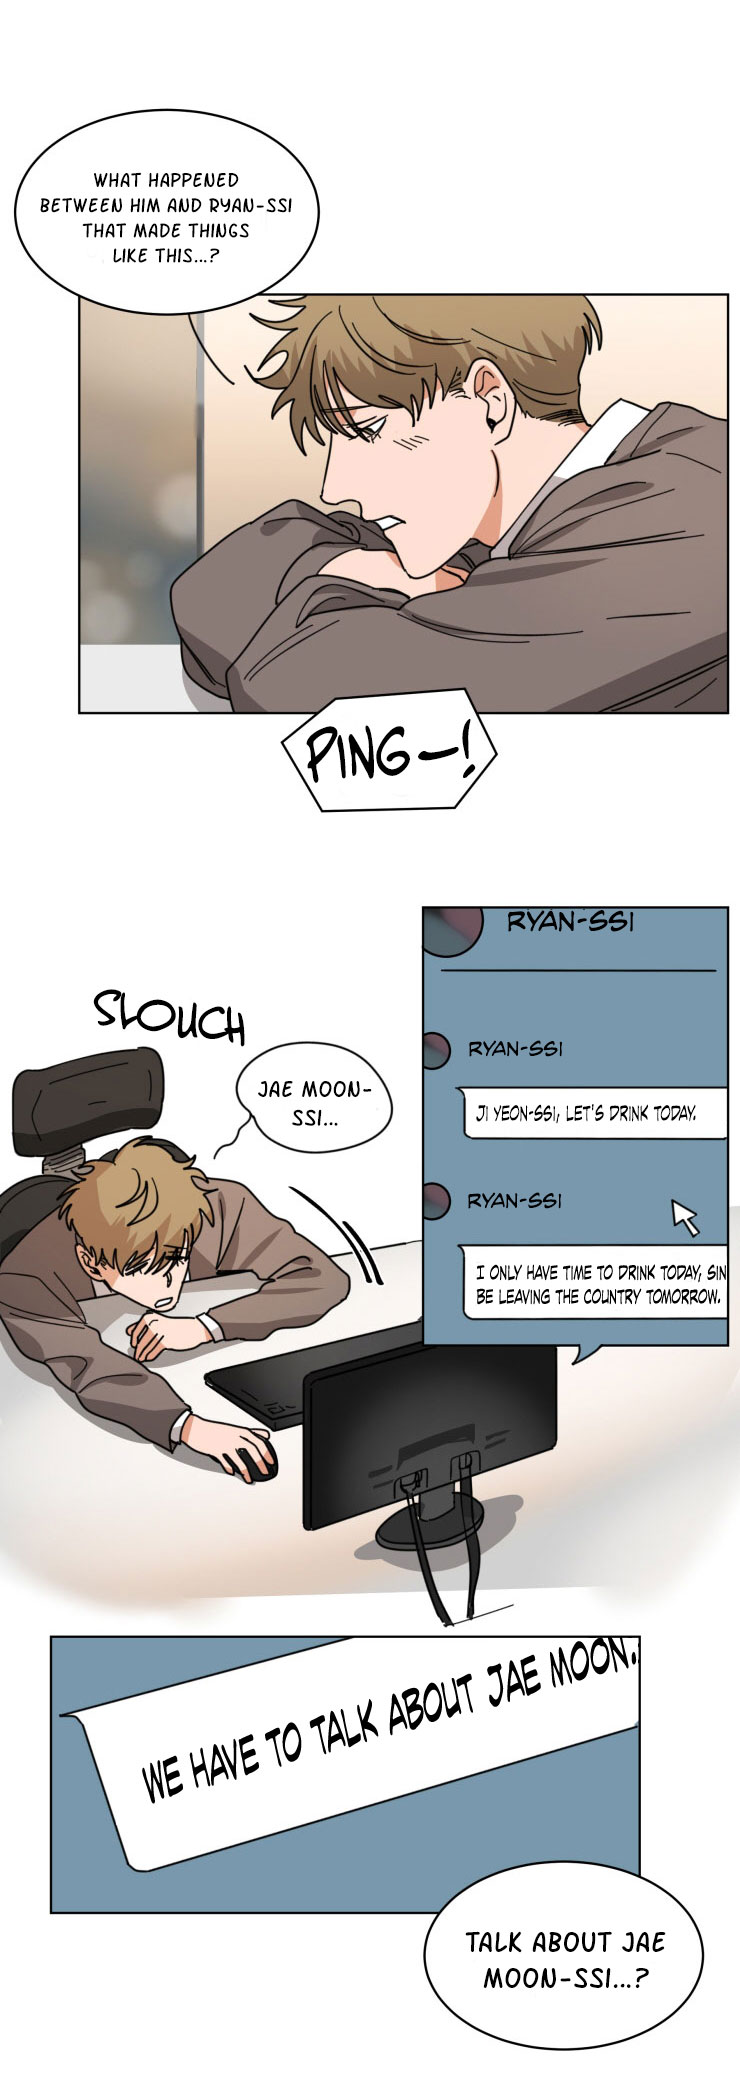 WHAT HAPPENED
BETWEEN HIM AND RYAN-SSI
THAT MADE THINGS
LIKE THIS...?
PING—!
RYAN-SSI
RYAN-SSI
JI YEON-SSI, LET'S DRINK TODAY.
RYAN-SSI
I ONLY HAVE TIME TO DRINK TODAY, SIN
BE LEAVING THE COUNTRY TOMORROW.
SLOUCH
JAE MOON-
SSI...
WE HAVE TO TALK ABOUT JAE MOON.
TALK ABOUT JAE
MOON-SSI...?